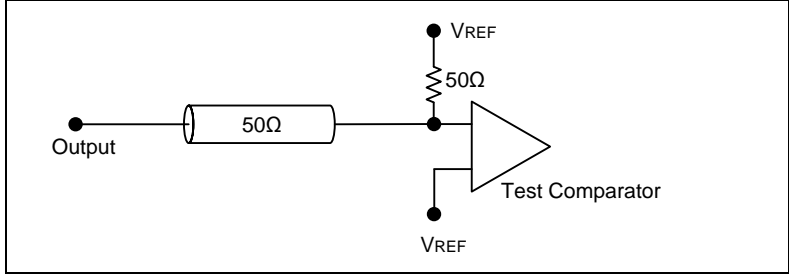 VREF
50Ω
50Ω
Output
Test Comparator
VREF